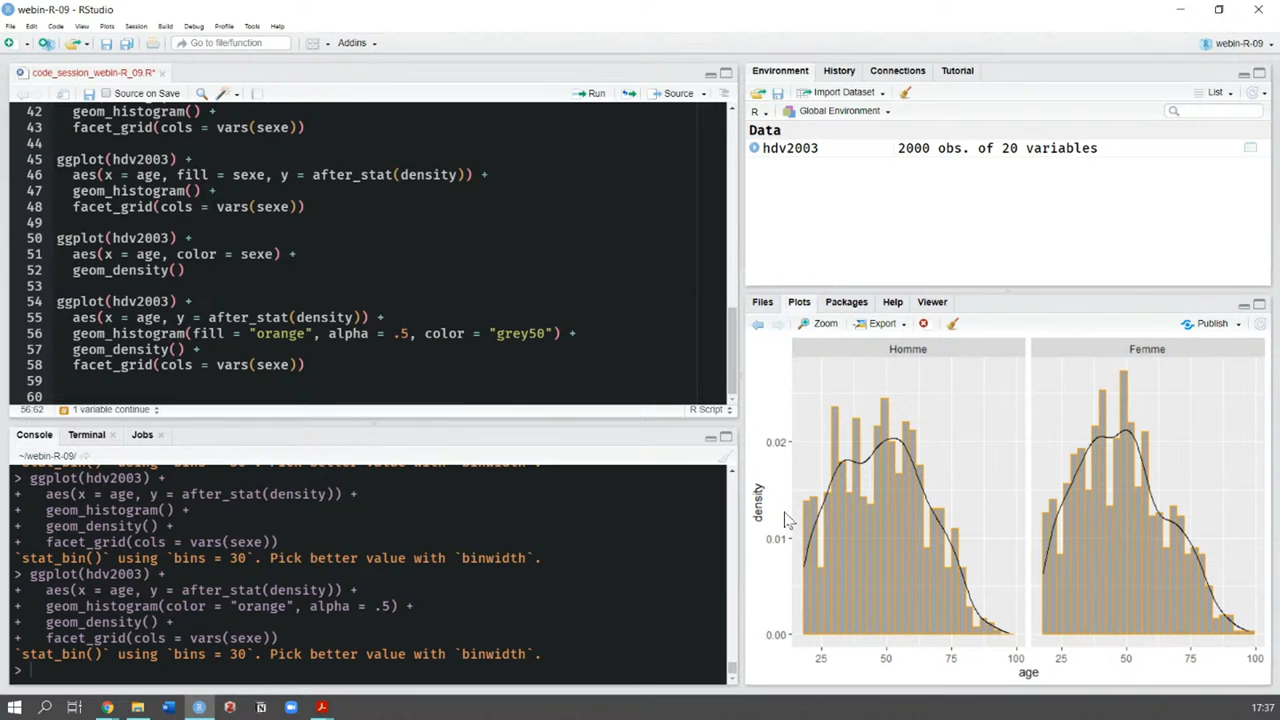 webin-R-09 - RStudio
File Edit Code View Plots Session Build Debug Profile Tools Help
Go to file/function Addins webin-R-09
code_session_webin-R_09.R*
Source on Save Run Source
42 geom_histogram() +
43 facet_grid(cols = vars(sexe))
44
45 ggplot(hdv2003) +
46 aes(x = age, fill = sexe, y = after_stat(density)) +
47 geom_histogram() +
48 facet_grid(cols = vars(sexe))
49
50 ggplot(hdv2003) +
51 aes(x = age, color = sexe) +
52 geom_density()
53
54 ggplot(hdv2003) +
55 aes(x = age, y = after_stat(density)) +
56 geom_histogram(fill = "orange", alpha = .5, color = "grey50") +
57 geom_density() +
58 facet_grid(cols = vars(sexe))
59
60
56:62 1 variable continue R Script
Console Terminal Jobs
~/webin-R-09/
`stat_bin()` using `bins = 30`. Pick better value with `binwidth`.
> ggplot(hdv2003) +
+ aes(x = age, y = after_stat(density)) +
+ geom_histogram() +
+ geom_density() +
+ facet_grid(cols = vars(sexe))
`stat_bin()` using `bins = 30`. Pick better value with `binwidth`.
> ggplot(hdv2003) +
+ aes(x = age, y = after_stat(density)) +
+ geom_histogram(color = "orange", alpha = .5) +
+ geom_density() +
+ facet_grid(cols = vars(sexe))
`stat_bin()` using `bins = 30`. Pick better value with `binwidth`.
>
Environment History Connections Tutorial
Import Dataset List
R Global Environment
Data
hdv2003 2000 obs. of 20 variables
Files Plots Packages Help Viewer
Zoom Export Publish
Homme Femme
0.02
0.01
0.00
density
25 50 75 100 25 50 75 100
age
17:37